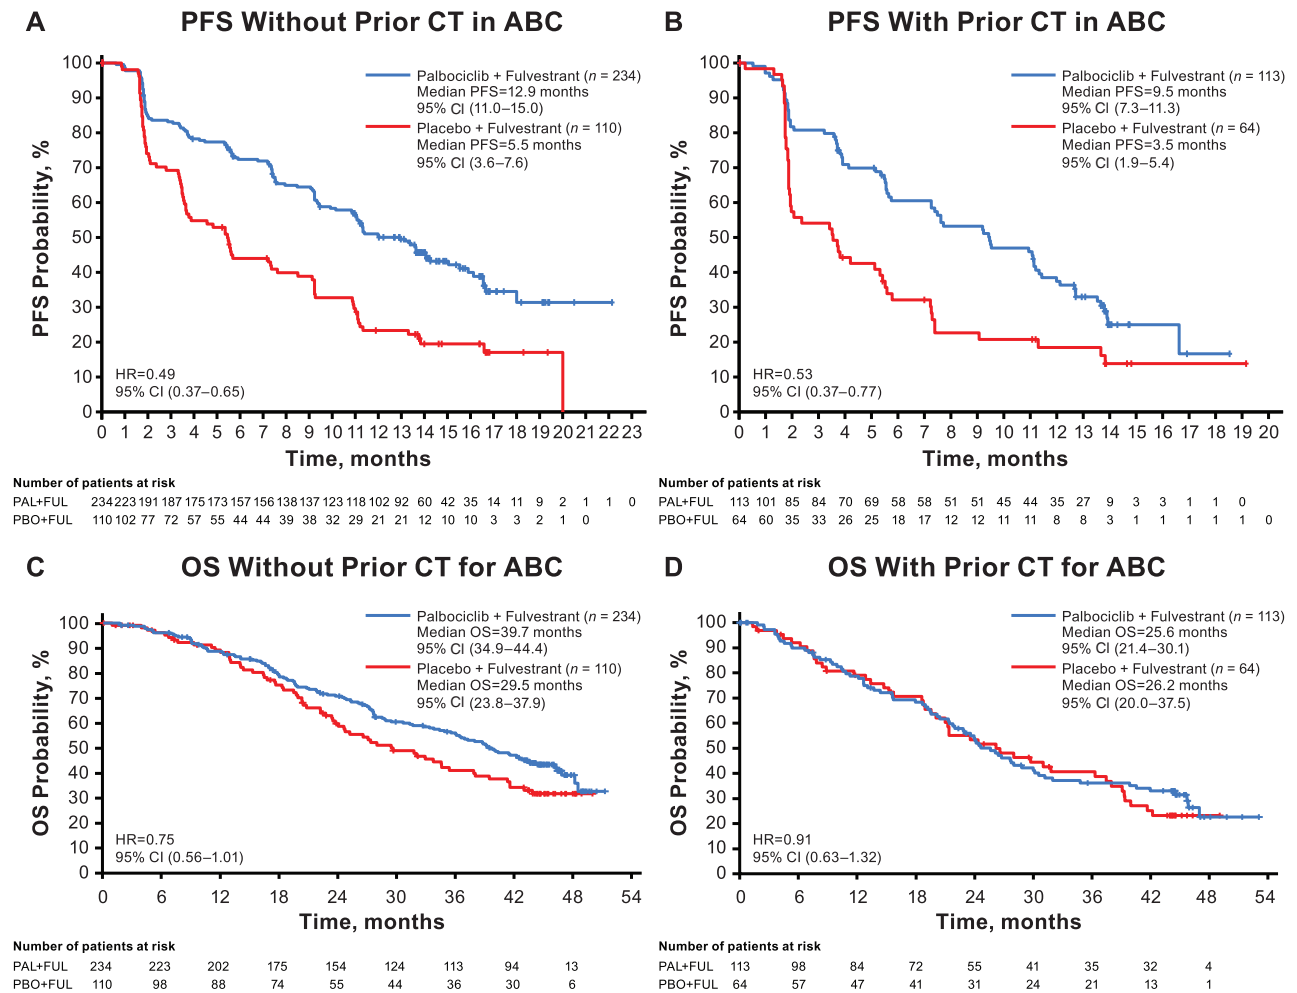 A PFS Without Prior CT in ABC
100
90
80
70
60
50
40
30
20
10
0
PFS Probability, %
Palbociclib + Fulvestrant (n = 234)
Median PFS=12.9 months
95% CI (11.0–15.0)
Placebo + Fulvestrant (n = 110)
Median PFS=5.5 months
95% CI (3.6–7.6)
HR=0.49
95% CI (0.37–0.65)
0 1 2 3 4 5 6 7 8 9 10 11 12 13 14 15 16 17 18 19 20 21 22 23
Time, months
Number of patients at risk
PAL+FUL 234 223 191 187 175 173 157 156 138 137 123 118 102 92 60 42 35 14 11 9 2 1 1 0
PBO+FUL 110 102 77 72 57 55 44 44 39 38 32 29 21 21 12 10 10 3 3 2 1 0
B PFS With Prior CT in ABC
100
90
80
70
60
50
40
30
20
10
0
PFS Probability, %
Palbociclib + Fulvestrant (n = 113)
Median PFS=9.5 months
95% CI (7.3–11.3)
Placebo + Fulvestrant (n = 64)
Median PFS=3.5 months
95% CI (1.9–5.4)
HR=0.53
95% CI (0.37–0.77)
0 1 2 3 4 5 6 7 8 9 10 11 12 13 14 15 16 17 18 19 20
Time, months
Number of patients at risk
PAL+FUL 113 101 85 84 70 69 58 58 51 51 45 44 35 27 9 3 3 1 1 0
PBO+FUL 64 60 35 33 26 25 18 17 12 12 11 11 8 8 3 1 1 1 1 1 0
C OS Without Prior CT for ABC
100
90
80
70
60
50
40
30
20
10
0
OS Probability, %
Palbociclib + Fulvestrant (n = 234)
Median OS=39.7 months
95% CI (34.9–44.4)
Placebo + Fulvestrant (n = 110)
Median OS=29.5 months
95% CI (23.8–37.9)
HR=0.75
95% CI (0.56–1.01)
0 6 12 18 24 30 36 42 48 54
Time, months
Number of patients at risk
PAL+FUL 234 223 202 175 154 124 113 94 13
PBO+FUL 110 98 88 74 55 44 36 30 6
D OS With Prior CT for ABC
100
90
80
70
60
50
40
30
20
10
0
OS Probability, %
Palbociclib + Fulvestrant (n = 113)
Median OS=25.6 months
95% CI (21.4–30.1)
Placebo + Fulvestrant (n = 64)
Median OS=26.2 months
95% CI (20.0–37.5)
HR=0.91
95% CI (0.63–1.32)
0 6 12 18 24 30 36 42 48 54
Time, months
Number of patients at risk
PAL+FUL 113 98 84 72 55 41 35 32 4
PBO+FUL 64 57 47 41 31 24 21 13 1